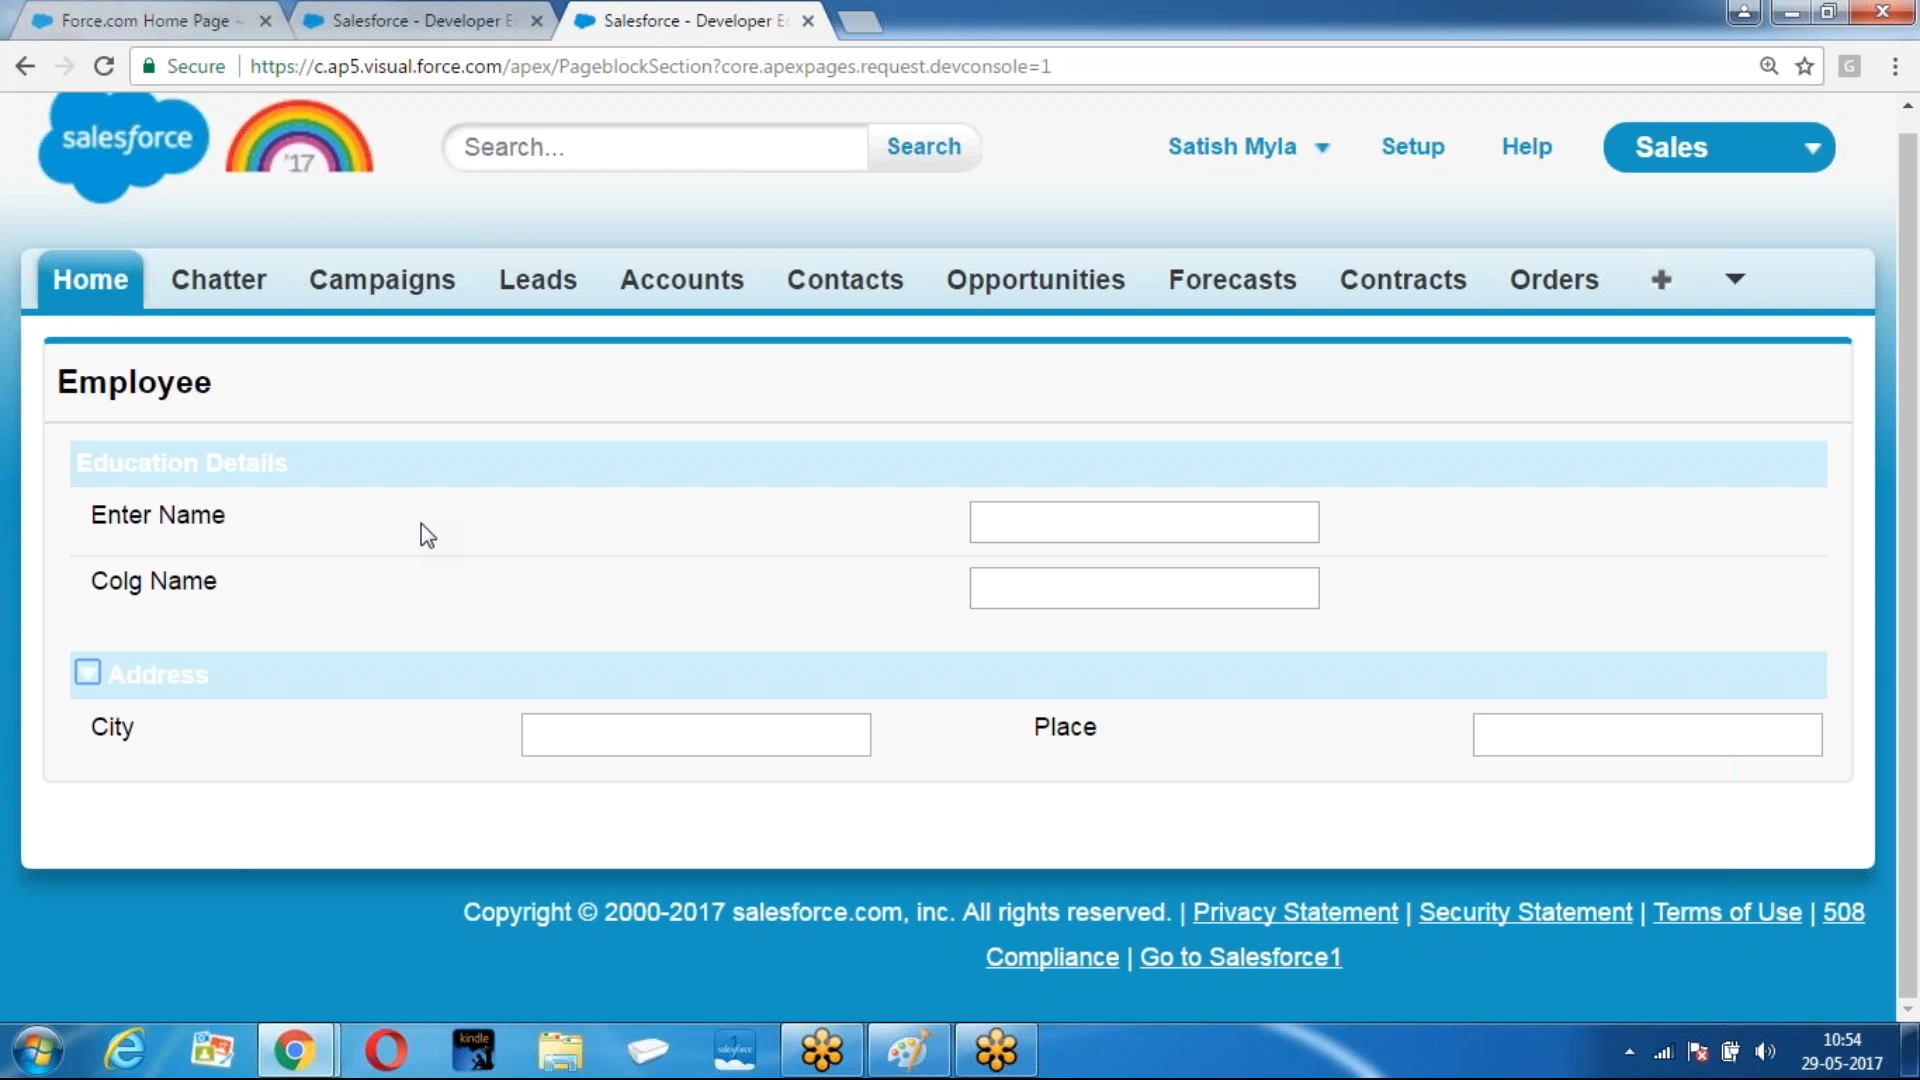 Force.com Home Page ~
Salesforce - Developer E
Salesforce - Developer Ec
Secure
https://c.ap5.visual.force.com/apex/PageblockSection?core.apexpages.request.devconsole=1
G
salesforce
'17
Search...
Search
Satish Myla
Setup
Help
Sales
Home
Chatter
Campaigns
Leads
Accounts
Contacts
Opportunities
Forecasts
Contracts
Orders
Employee
Education Details
Enter Name
Colg Name
Address
City
Place
Copyright © 2000-2017 salesforce.com, inc. All rights reserved. | Privacy Statement | Security Statement | Terms of Use | 508
Compliance | Go to Salesforce1
kindle
salesforce
10:54
29-05-2017